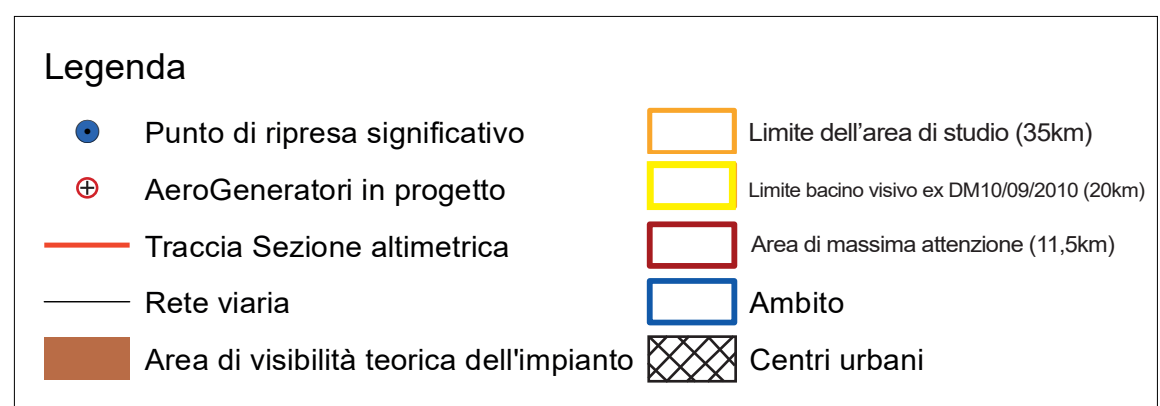 Legenda
Punto di ripresa significativo
AeroGeneratori in progetto
Traccia Sezione altimetrica
Rete viaria
Area di visibilità teorica dell'impianto
Limite dell’area di studio (35km)
Limite bacino visivo ex DM10/09/2010 (20km)
Area di massima attenzione (11,5km)
Ambito
Centri urbani